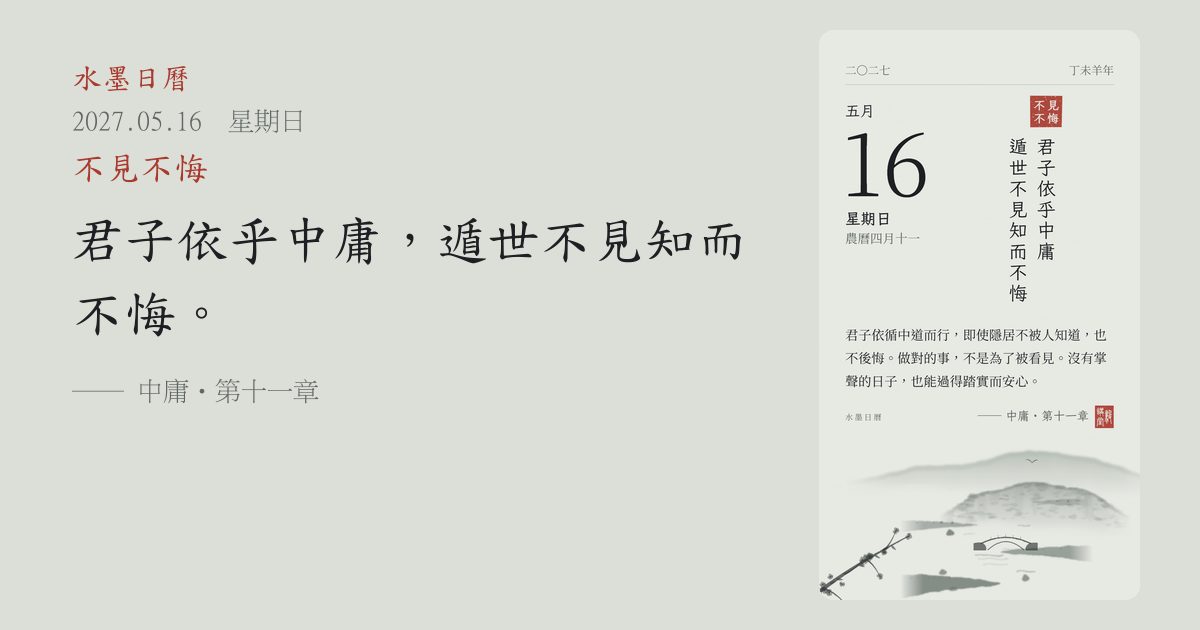 水墨日曆
2027.05.16 星期日
不見不悔
君子依乎中庸，遁世不見知而
不悔。
—— 中庸・第十一章
二〇二七
丁未羊年
五月
16
星期日
農曆四月十一
不見不悔
君子依乎中庸
遁世不見知而不悔
君子依循中道而行，即使隱居不被人知道，也
不後悔。做對的事，不是為了被看見。沒有掌
聲的日子，也能過得踏實而安心。
水墨日曆
—— 中庸・第十一章